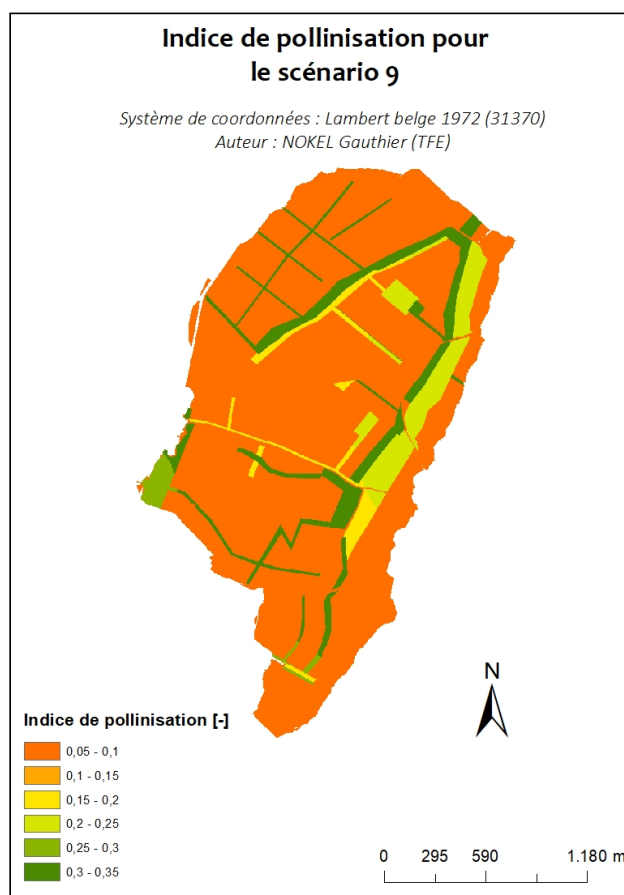 Indice de pollinisation pour
le scénario 9
Système de coordonnées : Lambert belge 1972 (31370)
Auteur : NOKEL Gauthier (TFE)
N
Indice de pollinisation [-]
0,05 - 0,1
0,1 - 0,15
0,15 - 0,2
0,2 - 0,25
0,25 - 0,3
0,3 - 0,35
0 295 590 1.180 m